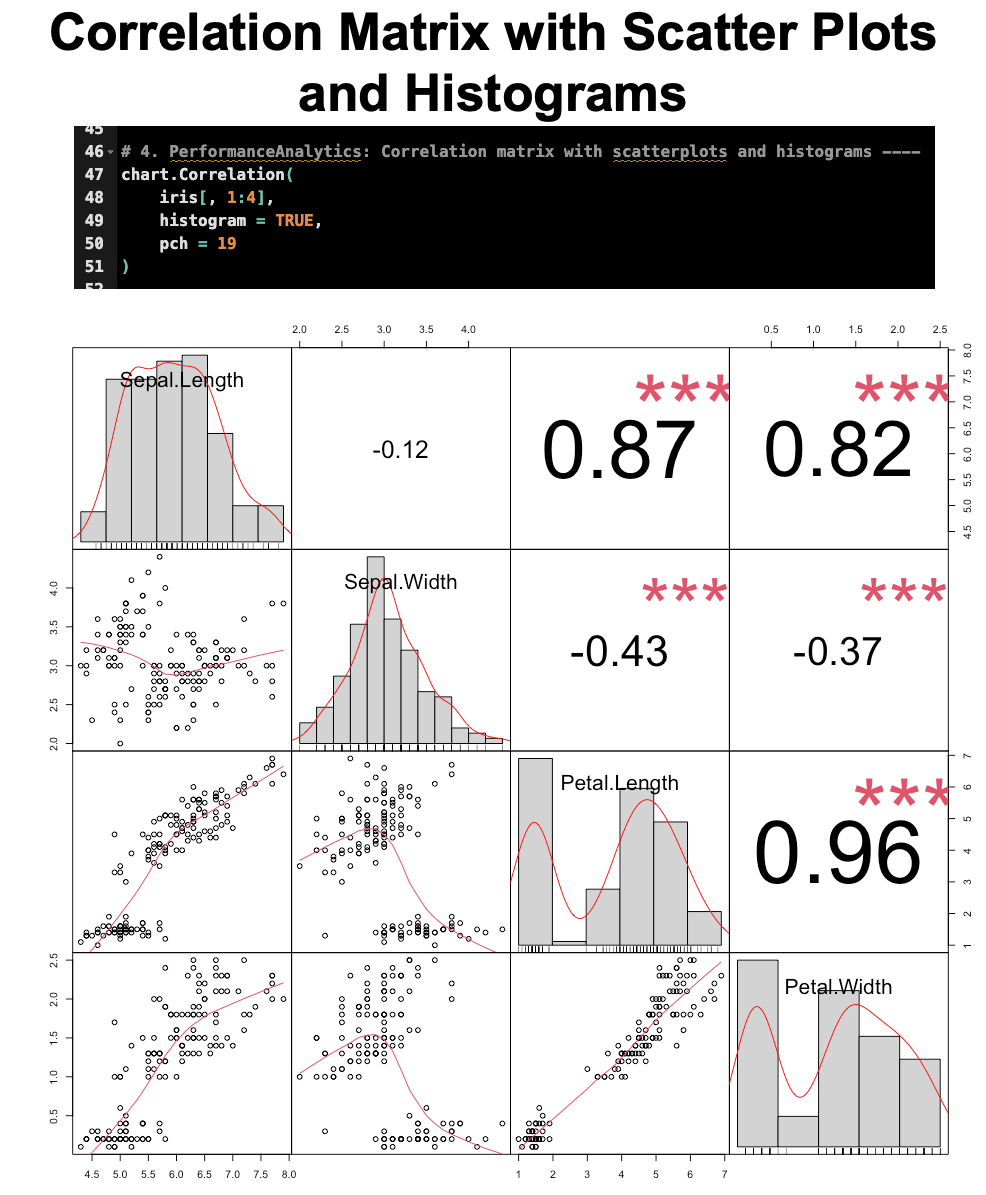 Correlation Matrix with Scatter Plots
and Histograms
45
46 # 4. PerformanceAnalytics: Correlation matrix with scatterplots and histograms ----
47 chart.Correlation(
48     iris[, 1:4],
49     histogram = TRUE,
50     pch = 19
51 )
52
2.0 2.5 3.0 3.5 4.0
0.5 1.0 1.5 2.0 2.5
Sepal.Length
-0.12
***
0.87
***
0.82
4.5 5.0 5.5 6.0 6.5 7.0 7.5 8.0
2.0 2.5 3.0 3.5 4.0
Sepal.Width
***
-0.43
***
-0.37
Petal.Length
***
0.96
1 2 3 4 5 6 7
0.5 1.0 1.5 2.0 2.5
Petal.Width
4.5 5.0 5.5 6.0 6.5 7.0 7.5 8.0
1 2 3 4 5 6 7